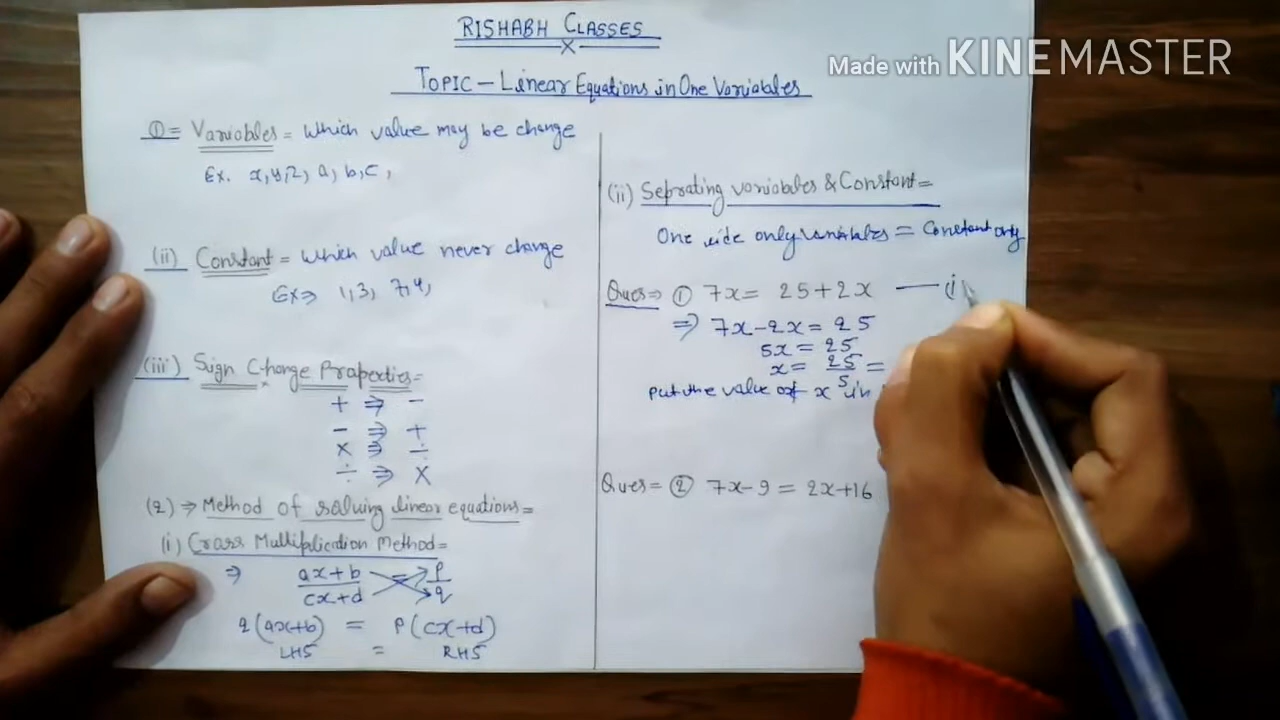 RISHABH CLASSES
Made with KINEMASTER
TOPIC - Linear Equations in One Variables
① = Variables = Which value may be change
Ex. x, y, z, a, b, c,
(ii) Constant = Which value never change
Ex ⇒ 1, 3, 7, 4,
(iii) Sign Change Properties =
+ ⇒ -
- ⇒ +
× ⇒ ÷
÷ ⇒ ×
(2) ⇒ Method of solving linear equations =
(i) Crass Multiplication Method =
⇒ ax+b / cx+d = p / q
q(ax+b) = p(cx+d)
LHS = RHS
(ii) Seprating variables & Constant =
One side only variables = Constant only
Ques ⇒ ① 7x = 25+2x — (i)
⇒ 7x-2x = 25
5x = 25
x = 25/5 =
Put the value of x in
Ques = ② 7x-9 = 2x+16